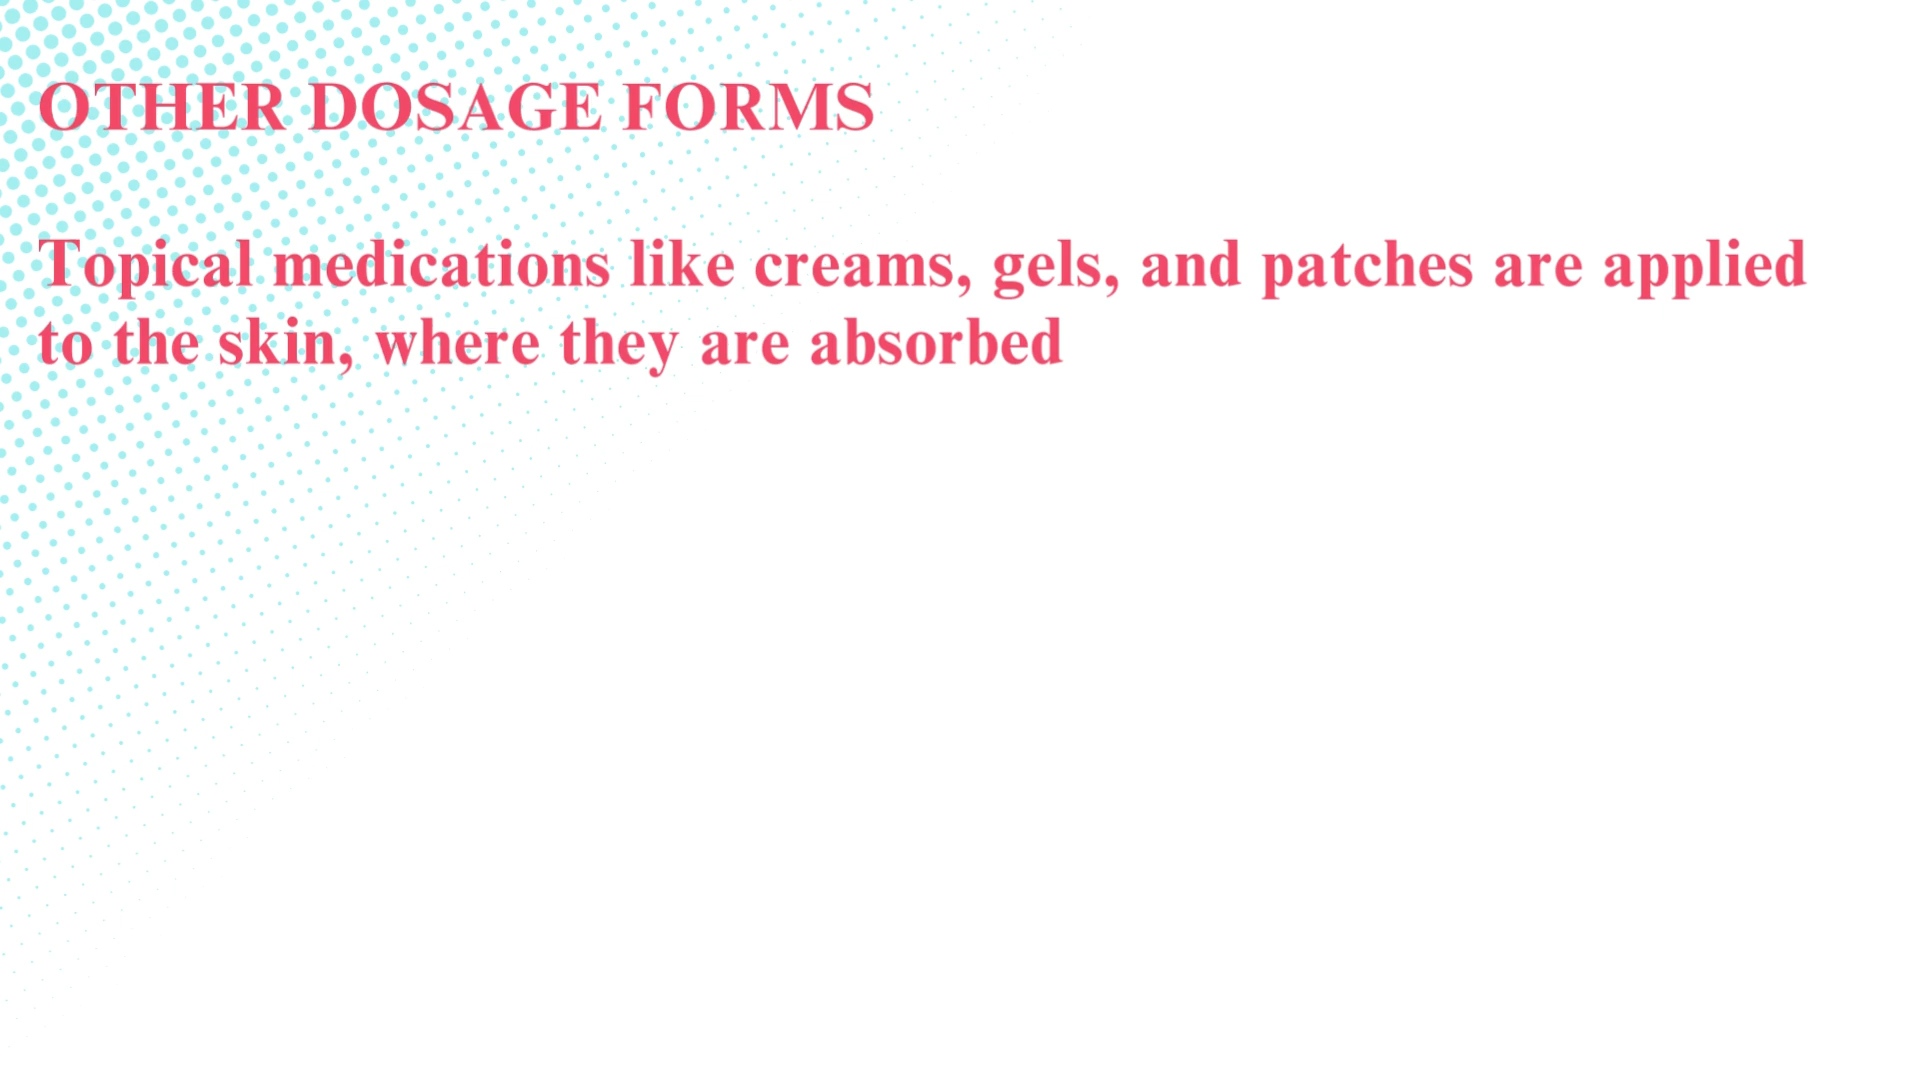 OTHER DOSAGE FORMS
Topical medications like creams, gels, and patches are applied
to the skin, where they are absorbed